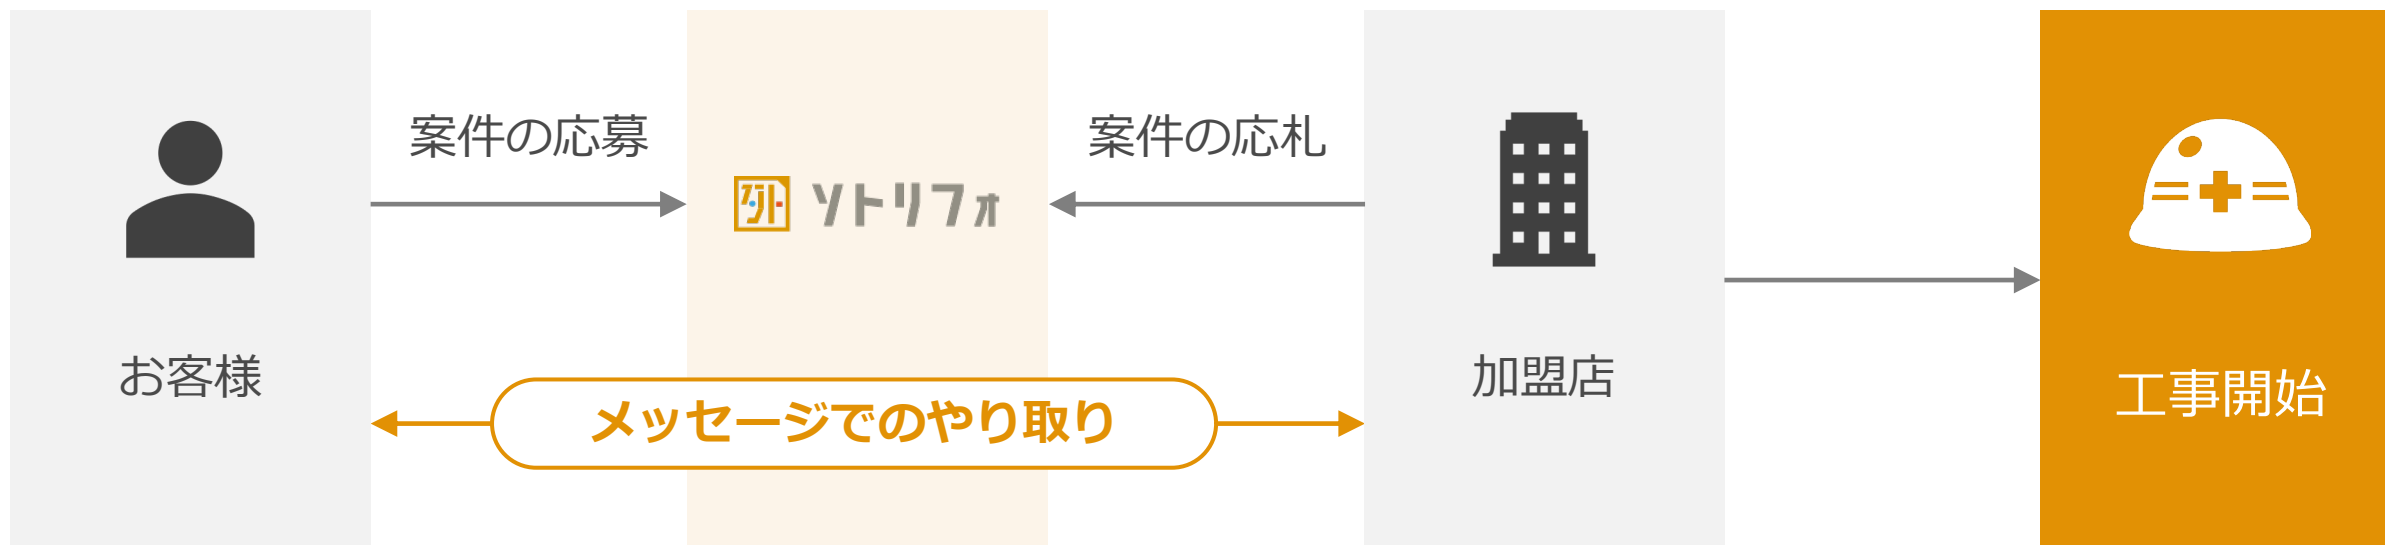 案件の応募
案件の応札
外 ソトリフォ
お客様
加盟店
工事開始
メッセージでのやり取り